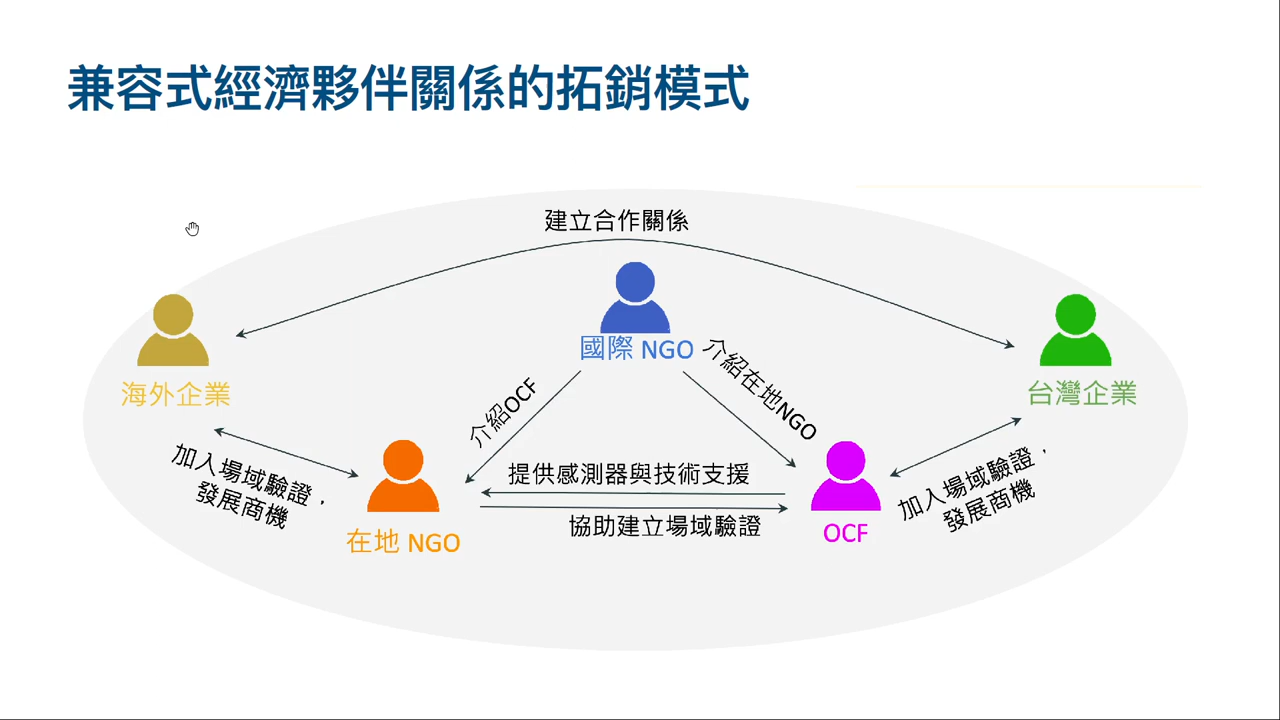 兼容式經濟夥伴關係的拓銷模式
建立合作關係
國際 NGO
介紹在地NGO
海外企業
台灣企業
介紹OCF
加入場域驗證，
發展商機
提供感測器與技術支援
協助建立場域驗證
加入場域驗證，
發展商機
在地 NGO
OCF